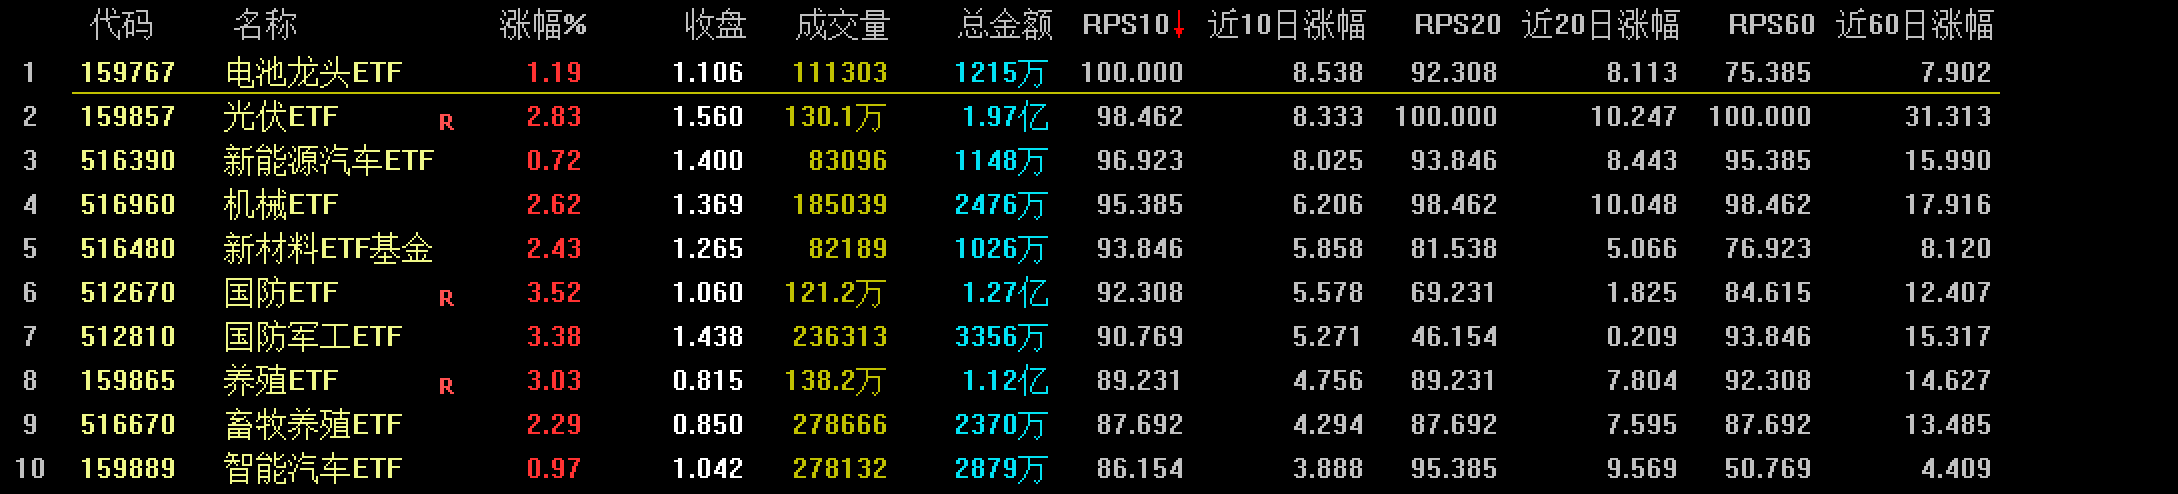 代码 名称 涨幅% 收盘 成交量 总金额 RPS10↓ 近10日涨幅 RPS20 近20日涨幅 RPS60 近60日涨幅
1 159767 电池龙头ETF 1.19 1.106 111303 1215万 100.000 8.538 92.308 8.113 75.385 7.902
2 159857 光伏ETF R 2.83 1.560 130.1万 1.97亿 98.462 8.333 100.000 10.247 100.000 31.313
3 516390 新能源汽车ETF 0.72 1.400 83096 1148万 96.923 8.025 93.846 8.443 95.385 15.990
4 516960 机械ETF 2.62 1.369 185039 2476万 95.385 6.206 98.462 10.048 98.462 17.916
5 516480 新材料ETF基金 2.43 1.265 82189 1026万 93.846 5.858 81.538 5.066 76.923 8.120
6 512670 国防ETF R 3.52 1.060 121.2万 1.27亿 92.308 5.578 69.231 1.825 84.615 12.407
7 512810 国防军工ETF 3.38 1.438 236313 3356万 90.769 5.271 46.154 0.209 93.846 15.317
8 159865 养殖ETF R 3.03 0.815 138.2万 1.12亿 89.231 4.756 89.231 7.804 92.308 14.627
9 516670 畜牧养殖ETF 2.29 0.850 278666 2370万 87.692 4.294 87.692 7.595 87.692 13.485
10 159889 智能汽车ETF 0.97 1.042 278132 2879万 86.154 3.888 95.385 9.569 50.769 4.409